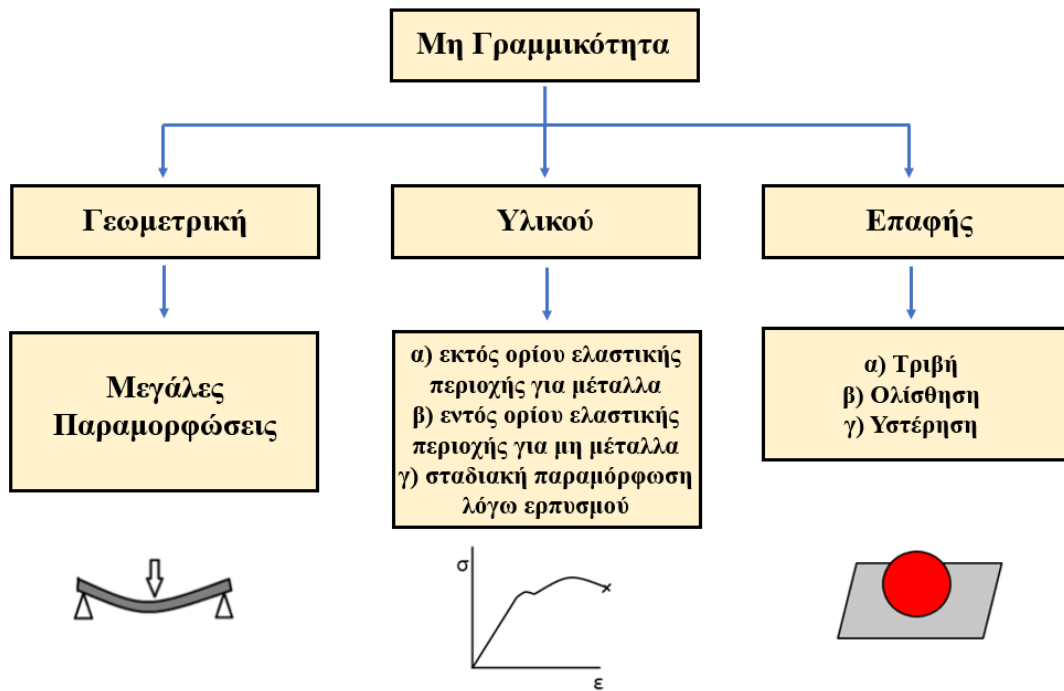 Μη Γραμμικότητα
Γεωμετρική
Υλικού
Επαφής
Μεγάλες
Παραμορφώσεις
α) εκτός ορίου ελαστικής
περιοχής για μέταλλα
β) εντός ορίου ελαστικής
περιοχής για μη μέταλλα
γ) σταδιακή παραμόρφωση
λόγω ερπυσμού
α) Τριβή
β) Ολίσθηση
γ) Υστέρηση
σ
ε